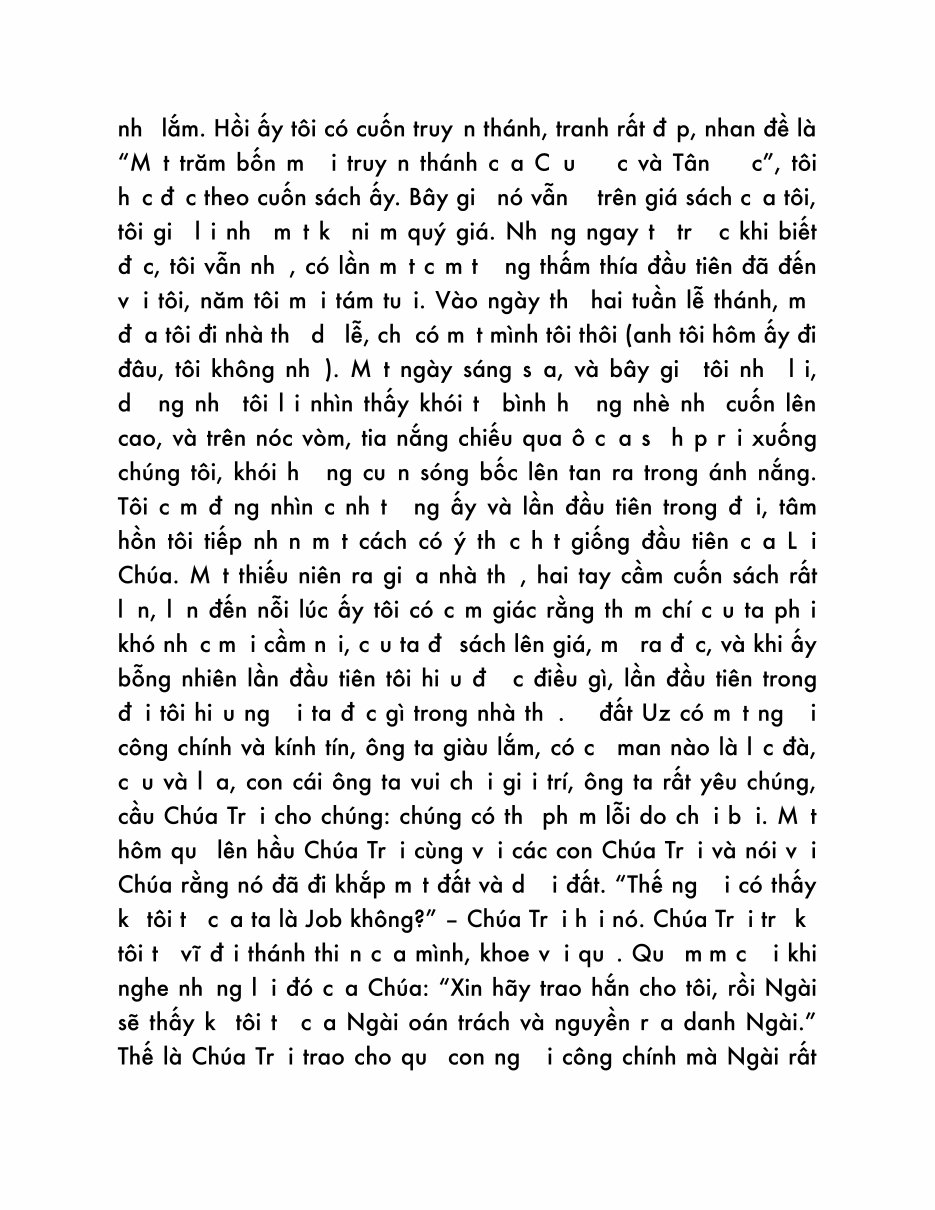 nh lắm. Hồi ấy tôi có cuốn truy n thánh, tranh rất đ p, nhan đề là
“M t trăm bốn m i truy n thánh c a C u c và Tân c”, tôi
h c đ c theo cuốn sách ấy. Bây gi nó vẫn trên giá sách c a tôi,
tôi gi l i nh m t k ni m quý giá. Nh ng ngay t tr c khi biết
đ c, tôi vẫn nh , có lần m t c m t ng thấm thía đầu tiên đã đến
v i tôi, năm tôi m i tám tu i. Vào ngày th hai tuần lễ thánh, m
đ a tôi đi nhà th d lễ, ch có m t mình tôi thôi (anh tôi hôm ấy đi
đâu, tôi không nh ). M t ngày sáng s a, và bây gi tôi nh l i,
d ng nh tôi l i nhìn thấy khói t bình h ng nhè nh cuốn lên
cao, và trên nóc vòm, tia nắng chiếu qua ô c a s h p r i xuống
chúng tôi, khói h ng cu n sóng bốc lên tan ra trong ánh nắng.
Tôi c m đ ng nhìn c nh t ng ấy và lần đầu tiên trong đ i, tâm
hồn tôi tiếp nh n m t cách có ý th c h t giống đầu tiên c a L i
Chúa. M t thiếu niên ra gi a nhà th , hai tay cầm cuốn sách rất
l n, l n đến nỗi lúc ấy tôi có c m giác rằng th m chí c u ta ph i
khó nh c m i cầm n i, c u ta đ sách lên giá, m ra đ c, và khi ấy
bỗng nhiên lần đầu tiên tôi hi u đ c điều gì, lần đầu tiên trong
đ i tôi hi u ng i ta đ c gì trong nhà th . đất Uz có m t ng i
công chính và kính tín, ông ta giàu lắm, có c man nào là l c đà,
c u và l a, con cái ông ta vui ch i gi i trí, ông ta rất yêu chúng,
cầu Chúa Tr i cho chúng: chúng có th ph m lỗi do ch i b i. M t
hôm qu lên hầu Chúa Tr i cùng v i các con Chúa Tr i và nói v i
Chúa rằng nó đã đi khắp m t đất và d i đất. “Thế ng i có thấy
k tôi t c a ta là Job không?” – Chúa Tr i h i nó. Chúa Tr i tr k
tôi t vĩ đ i thánh thi n c a mình, khoe v i qu . Qu m m c i khi
nghe nh ng l i đó c a Chúa: “Xin hãy trao hắn cho tôi, rồi Ngài
sẽ thấy k tôi t c a Ngài oán trách và nguyền r a danh Ngài.”
Thế là Chúa Tr i trao cho qu con ng i công chính mà Ngài rất